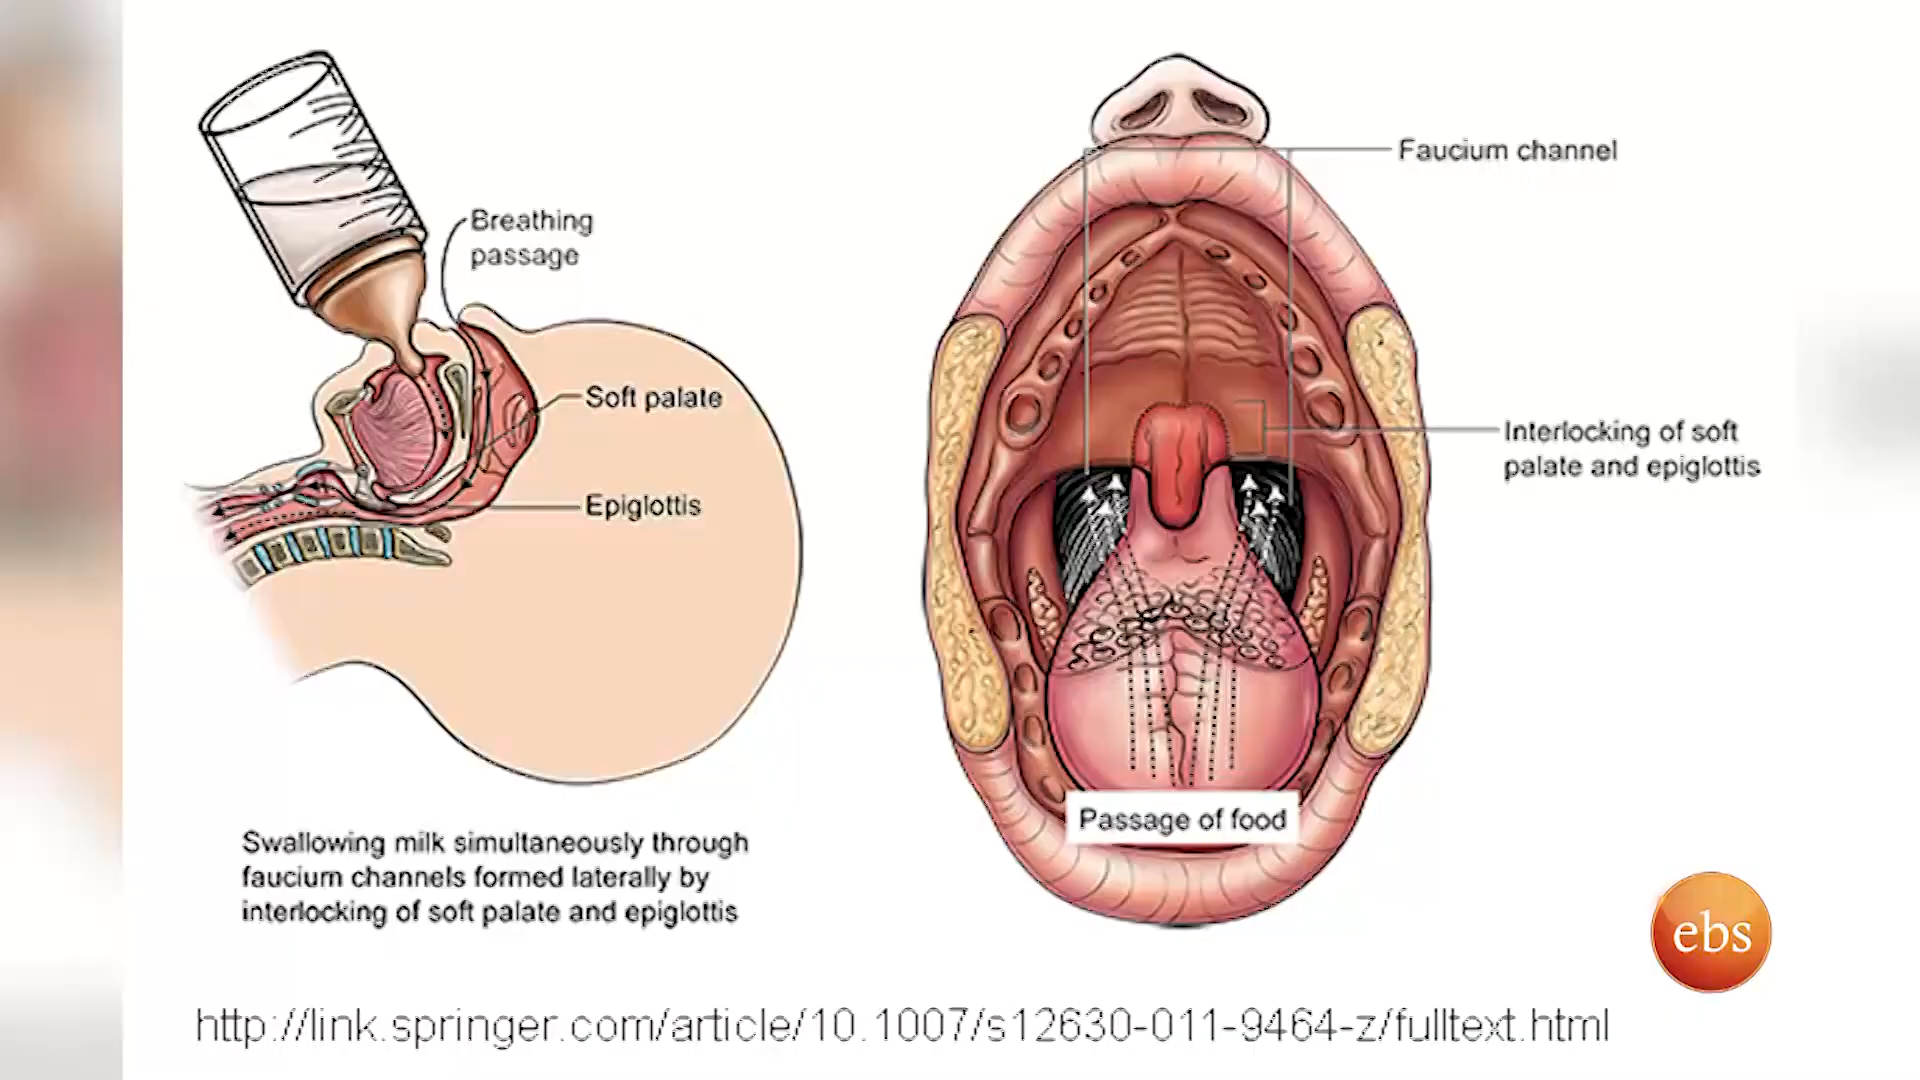 Breathing
passage
Soft palate
Epiglottis
Swallowing milk simultaneously through
faucium channels formed laterally by
interlocking of soft palate and epiglottis
Faucium channel
Interlocking of soft
palate and epiglottis
Passage of food
ebs
http://link.springer.com/article/10.1007/s12630-011-9464-z/fulltext.html